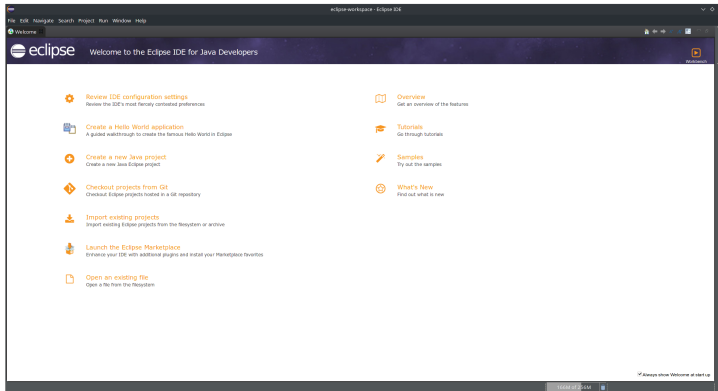 eclipse-workspace - Eclipse IDE
File Edit Navigate Search Project Run Window Help
Welcome
eclipse Welcome to the Eclipse IDE for Java Developers
Workbench
Review IDE configuration settings
Review the IDE's most fiercely contested preferences
Overview
Get an overview of the features
Create a Hello World application
A guided walkthrough to create the famous Hello World in Eclipse
Tutorials
Go through tutorials
Create a new Java project
Create a new Java Eclipse project
Samples
Try out the samples
Checkout projects from Git
Checkout Eclipse projects hosted in a Git repository
What's New
Find out what is new
Import existing projects
Import existing Eclipse projects from the filesystem or archive
Launch the Eclipse Marketplace
Enhance your IDE with additional plugins and install your Marketplace favorites
Open an existing file
Open a file from the filesystem
Always show Welcome at start up